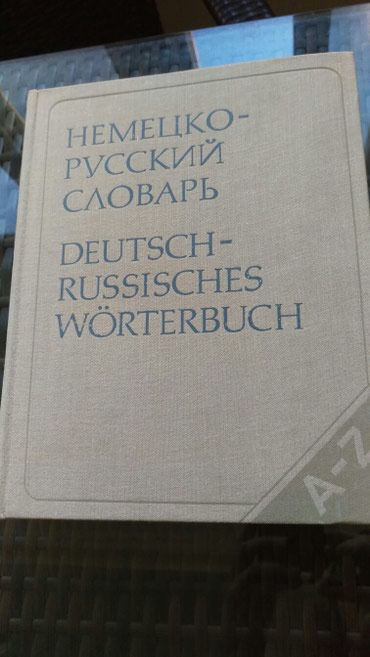 НЕМЕЦКО-
РУССКИЙ
СЛОВАРЬ
DEUTSCH-
RUSSISCHES
WÖRTERBUCH
A-Z